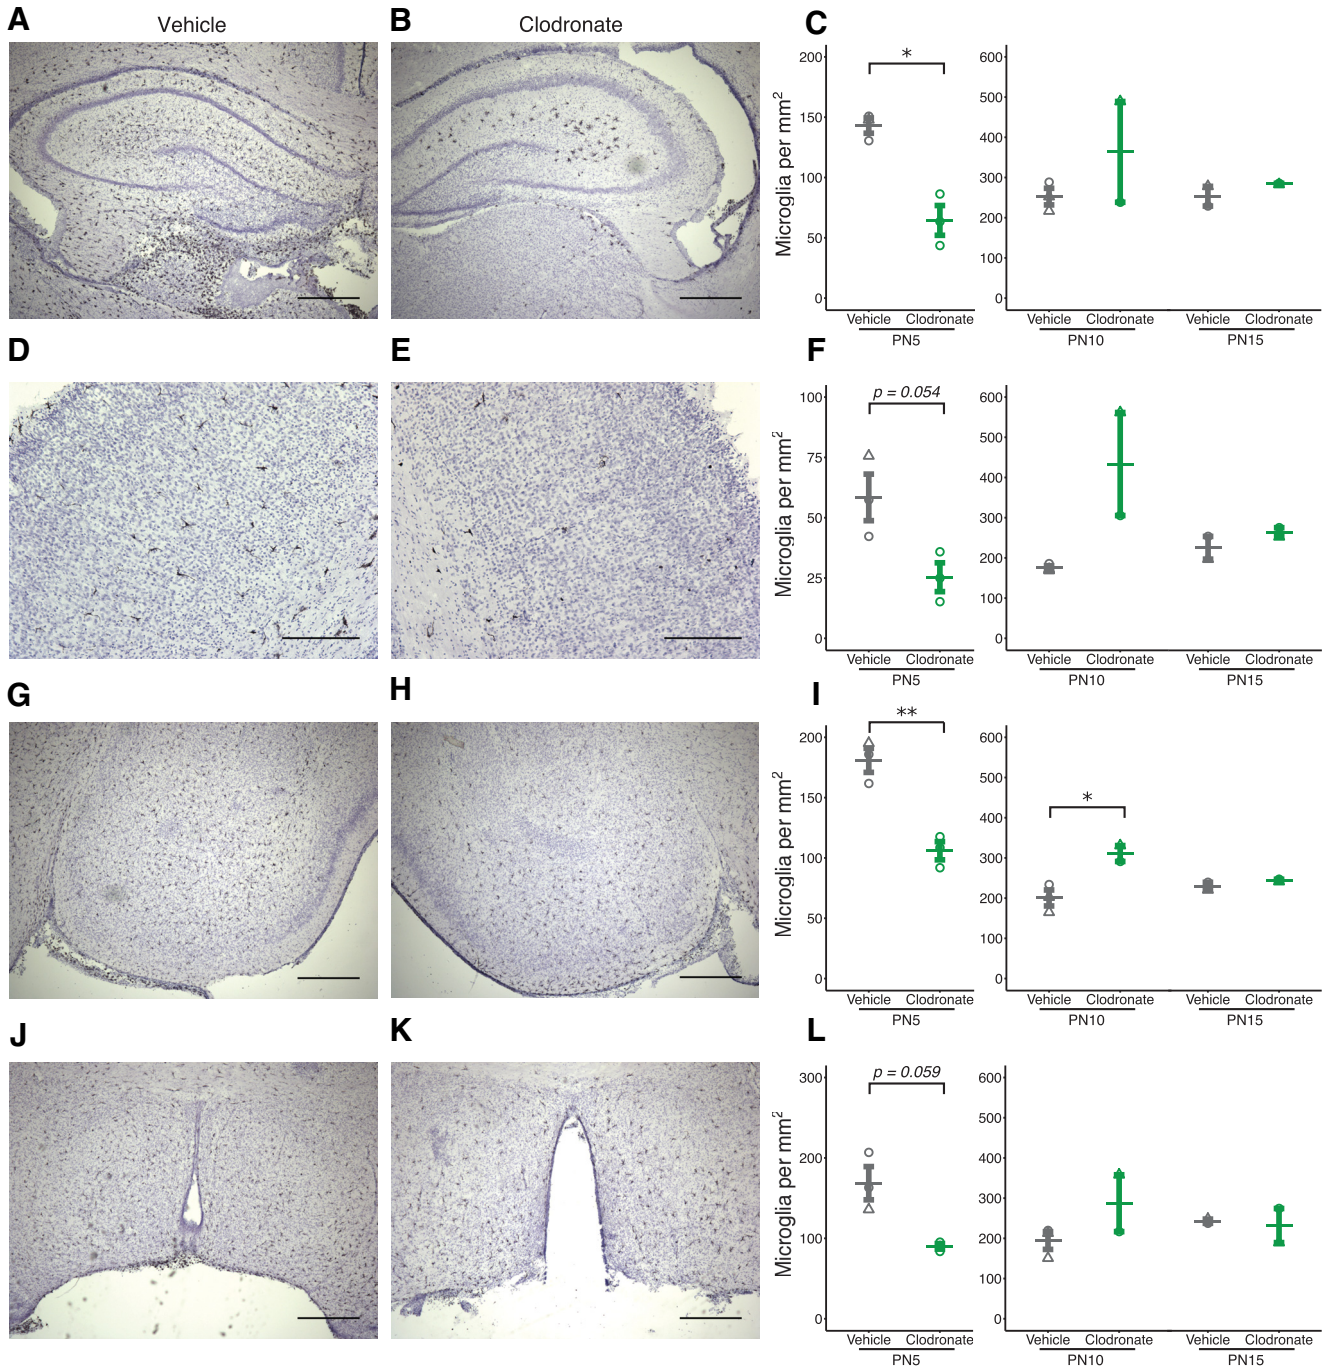 A
Vehicle
B
Clodronate
C
Microglia per mm2
200
150
100
50
0
*
Vehicle
Clodronate
PN5
600
500
400
300
200
100
0
Vehicle
Clodronate
PN10
Vehicle
Clodronate
PN15
D
E
F
Microglia per mm2
100
75
50
25
0
p = 0.054
Vehicle
Clodronate
PN5
600
500
400
300
200
100
0
Vehicle
Clodronate
PN10
Vehicle
Clodronate
PN15
G
H
I
Microglia per mm2
200
150
100
50
0
**
Vehicle
Clodronate
PN5
600
500
400
300
200
100
0
*
Vehicle
Clodronate
PN10
Vehicle
Clodronate
PN15
J
K
L
Microglia per mm2
300
200
100
0
p = 0.059
Vehicle
Clodronate
PN5
600
500
400
300
200
100
0
Vehicle
Clodronate
PN10
Vehicle
Clodronate
PN15